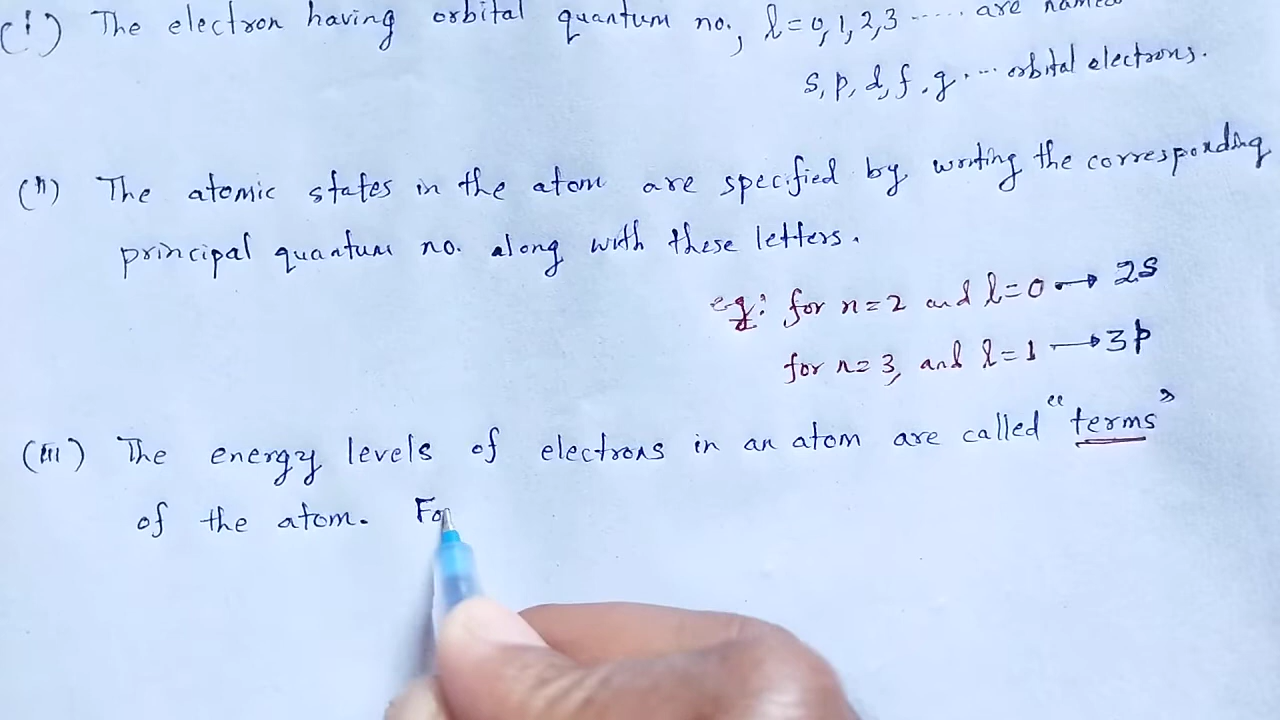 (i) The electron having orbital quantum no., l=0,1,2,3 ...... are named
s, p, d, f, g .... orbital electrons.
(ii) The atomic states in the atom are specified by writing the corresponding
principal quantum no. along with these letters.
eg: for n=2 and l=0 → 2s
for n=3, and l=1 → 3p
(iii) The energy levels of electrons in an atom are called "terms"
of the atom. Fo